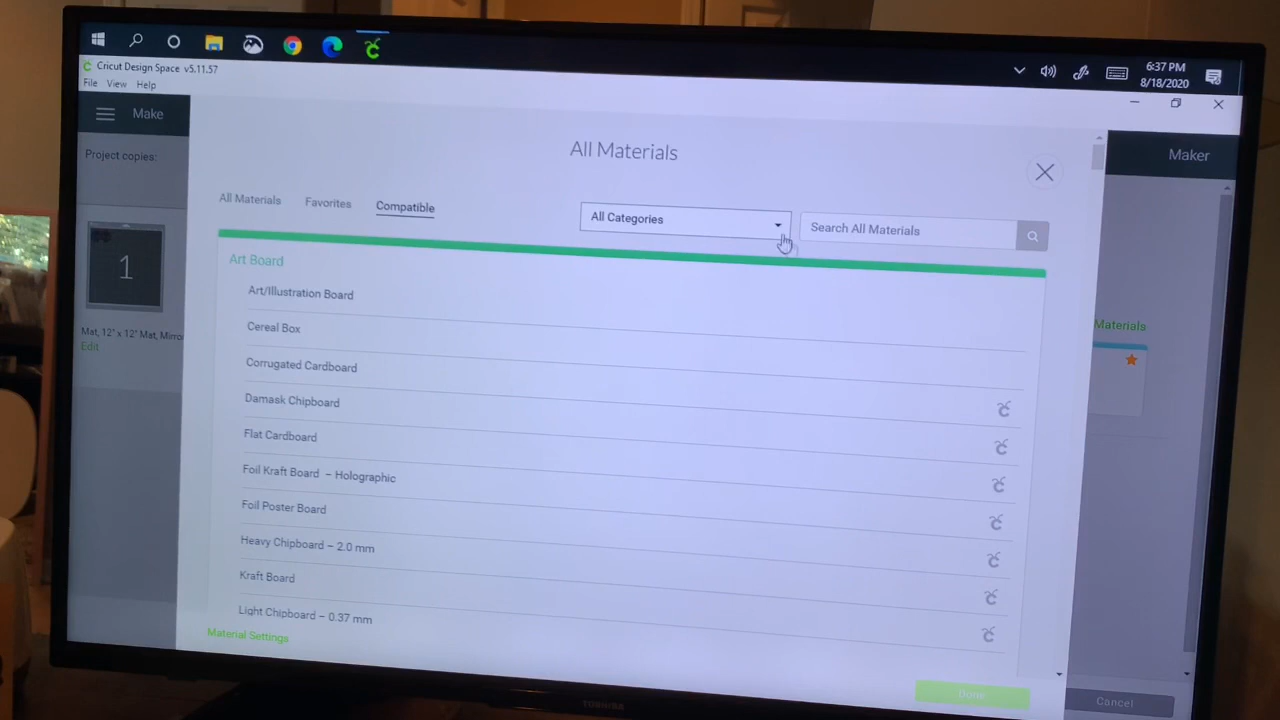 6:37 PM
8/18/2020
Cricut Design Space v5.11.57
File View Help
Make
Maker
Project copies:
1
Mat, 12" x 12" Mat, Mirro
Edit
All Materials
All Materials Favorites Compatible
All Categories
Search All Materials
Art Board
Art/Illustration Board
Cereal Box
Corrugated Cardboard
Damask Chipboard
Flat Cardboard
Foil Kraft Board – Holographic
Foil Poster Board
Heavy Chipboard – 2.0 mm
Kraft Board
Light Chipboard – 0.37 mm
Material Settings
Materials
Done
Cancel
TOSHIBA